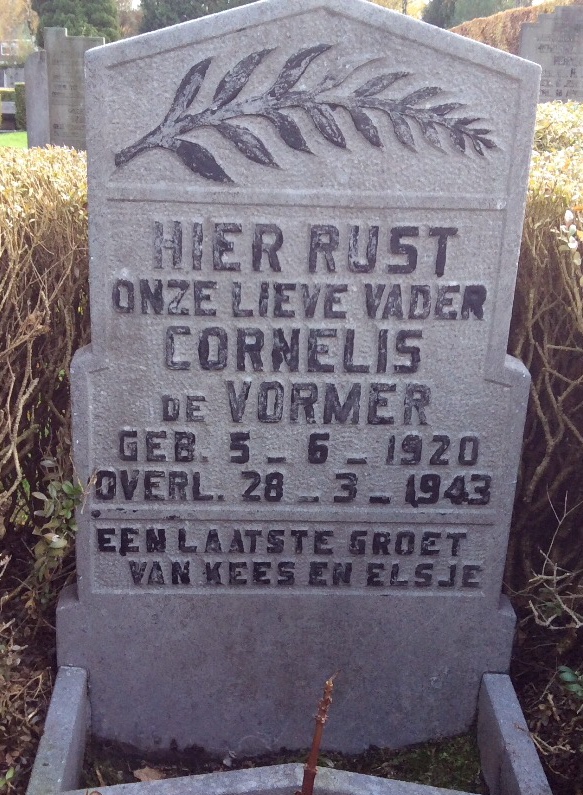 HIER RUST
ONZE LIEVE VADER
CORNELIS
DE VORMER
GEB. 5 - 6 - 1920
OVERL. 28 - 3 - 1943
EEN LAATSTE GROET
VAN KEES EN ELSJE